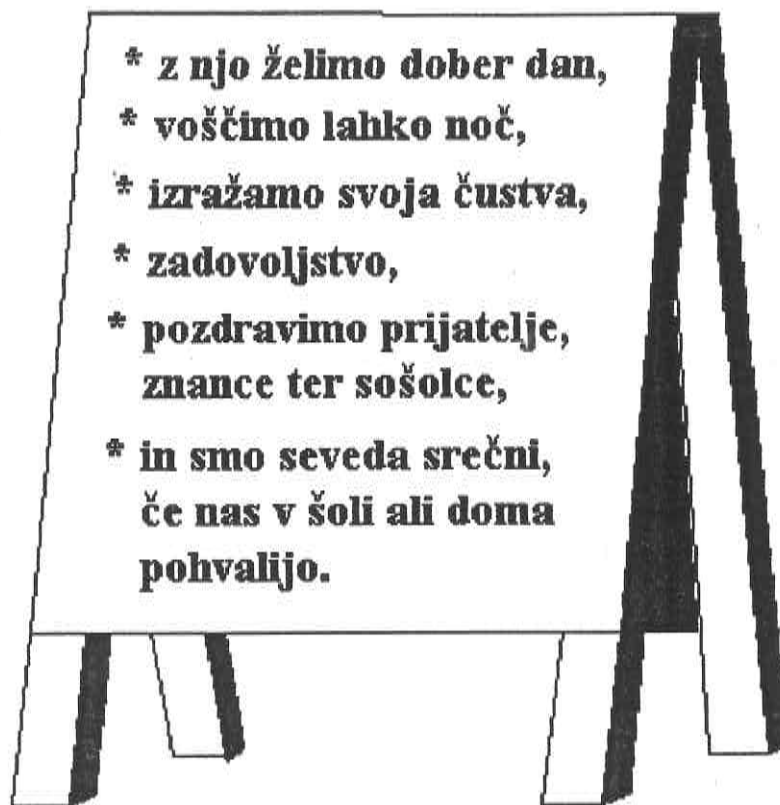 * z njo želimo dober dan,
* voščimo lahko noč,
* izražamo svoja čustva,
* zadovoljstvo,
* pozdravimo prijatelje,
znance ter sošolce,
* in smo seveda srečni,
če nas v šoli ali doma
pohvalijo.